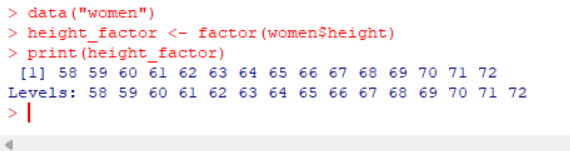 > data("women")
> height_factor <- factor(women$height)
> print(height_factor)
 [1] 58 59 60 61 62 63 64 65 66 67 68 69 70 71 72
Levels: 58 59 60 61 62 63 64 65 66 67 68 69 70 71 72
>